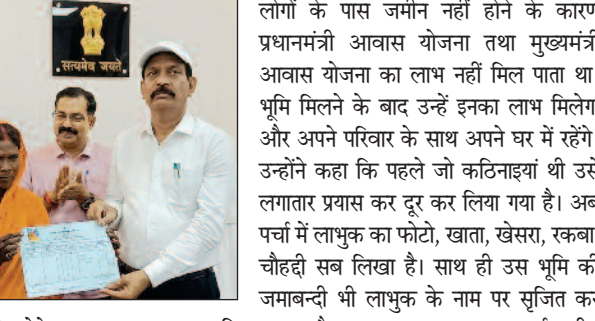 सत्यमेव जयते
लोगों के पास जमीन नहीं होने के कारण
प्रधानमंत्री आवास योजना तथा मुख्यमंत्री
आवास योजना का लाभ नहीं मिल पाता था
भूमि मिलने के बाद उन्हें इनका लाभ मिलेग
और अपने परिवार के साथ अपने घर में रहेंगे
उन्होंने कहा कि पहले जो कठिनाइयां थी उसे
लगातार प्रयास कर दूर कर लिया गया है। अब
पर्चा में लाभुक का फोटो, खाता, खेसरा, रकबा
चौहद्दी सब लिखा है। साथ ही उस भूमि की
जमाबन्दी भी लाभुक के नाम पर सृजित कर